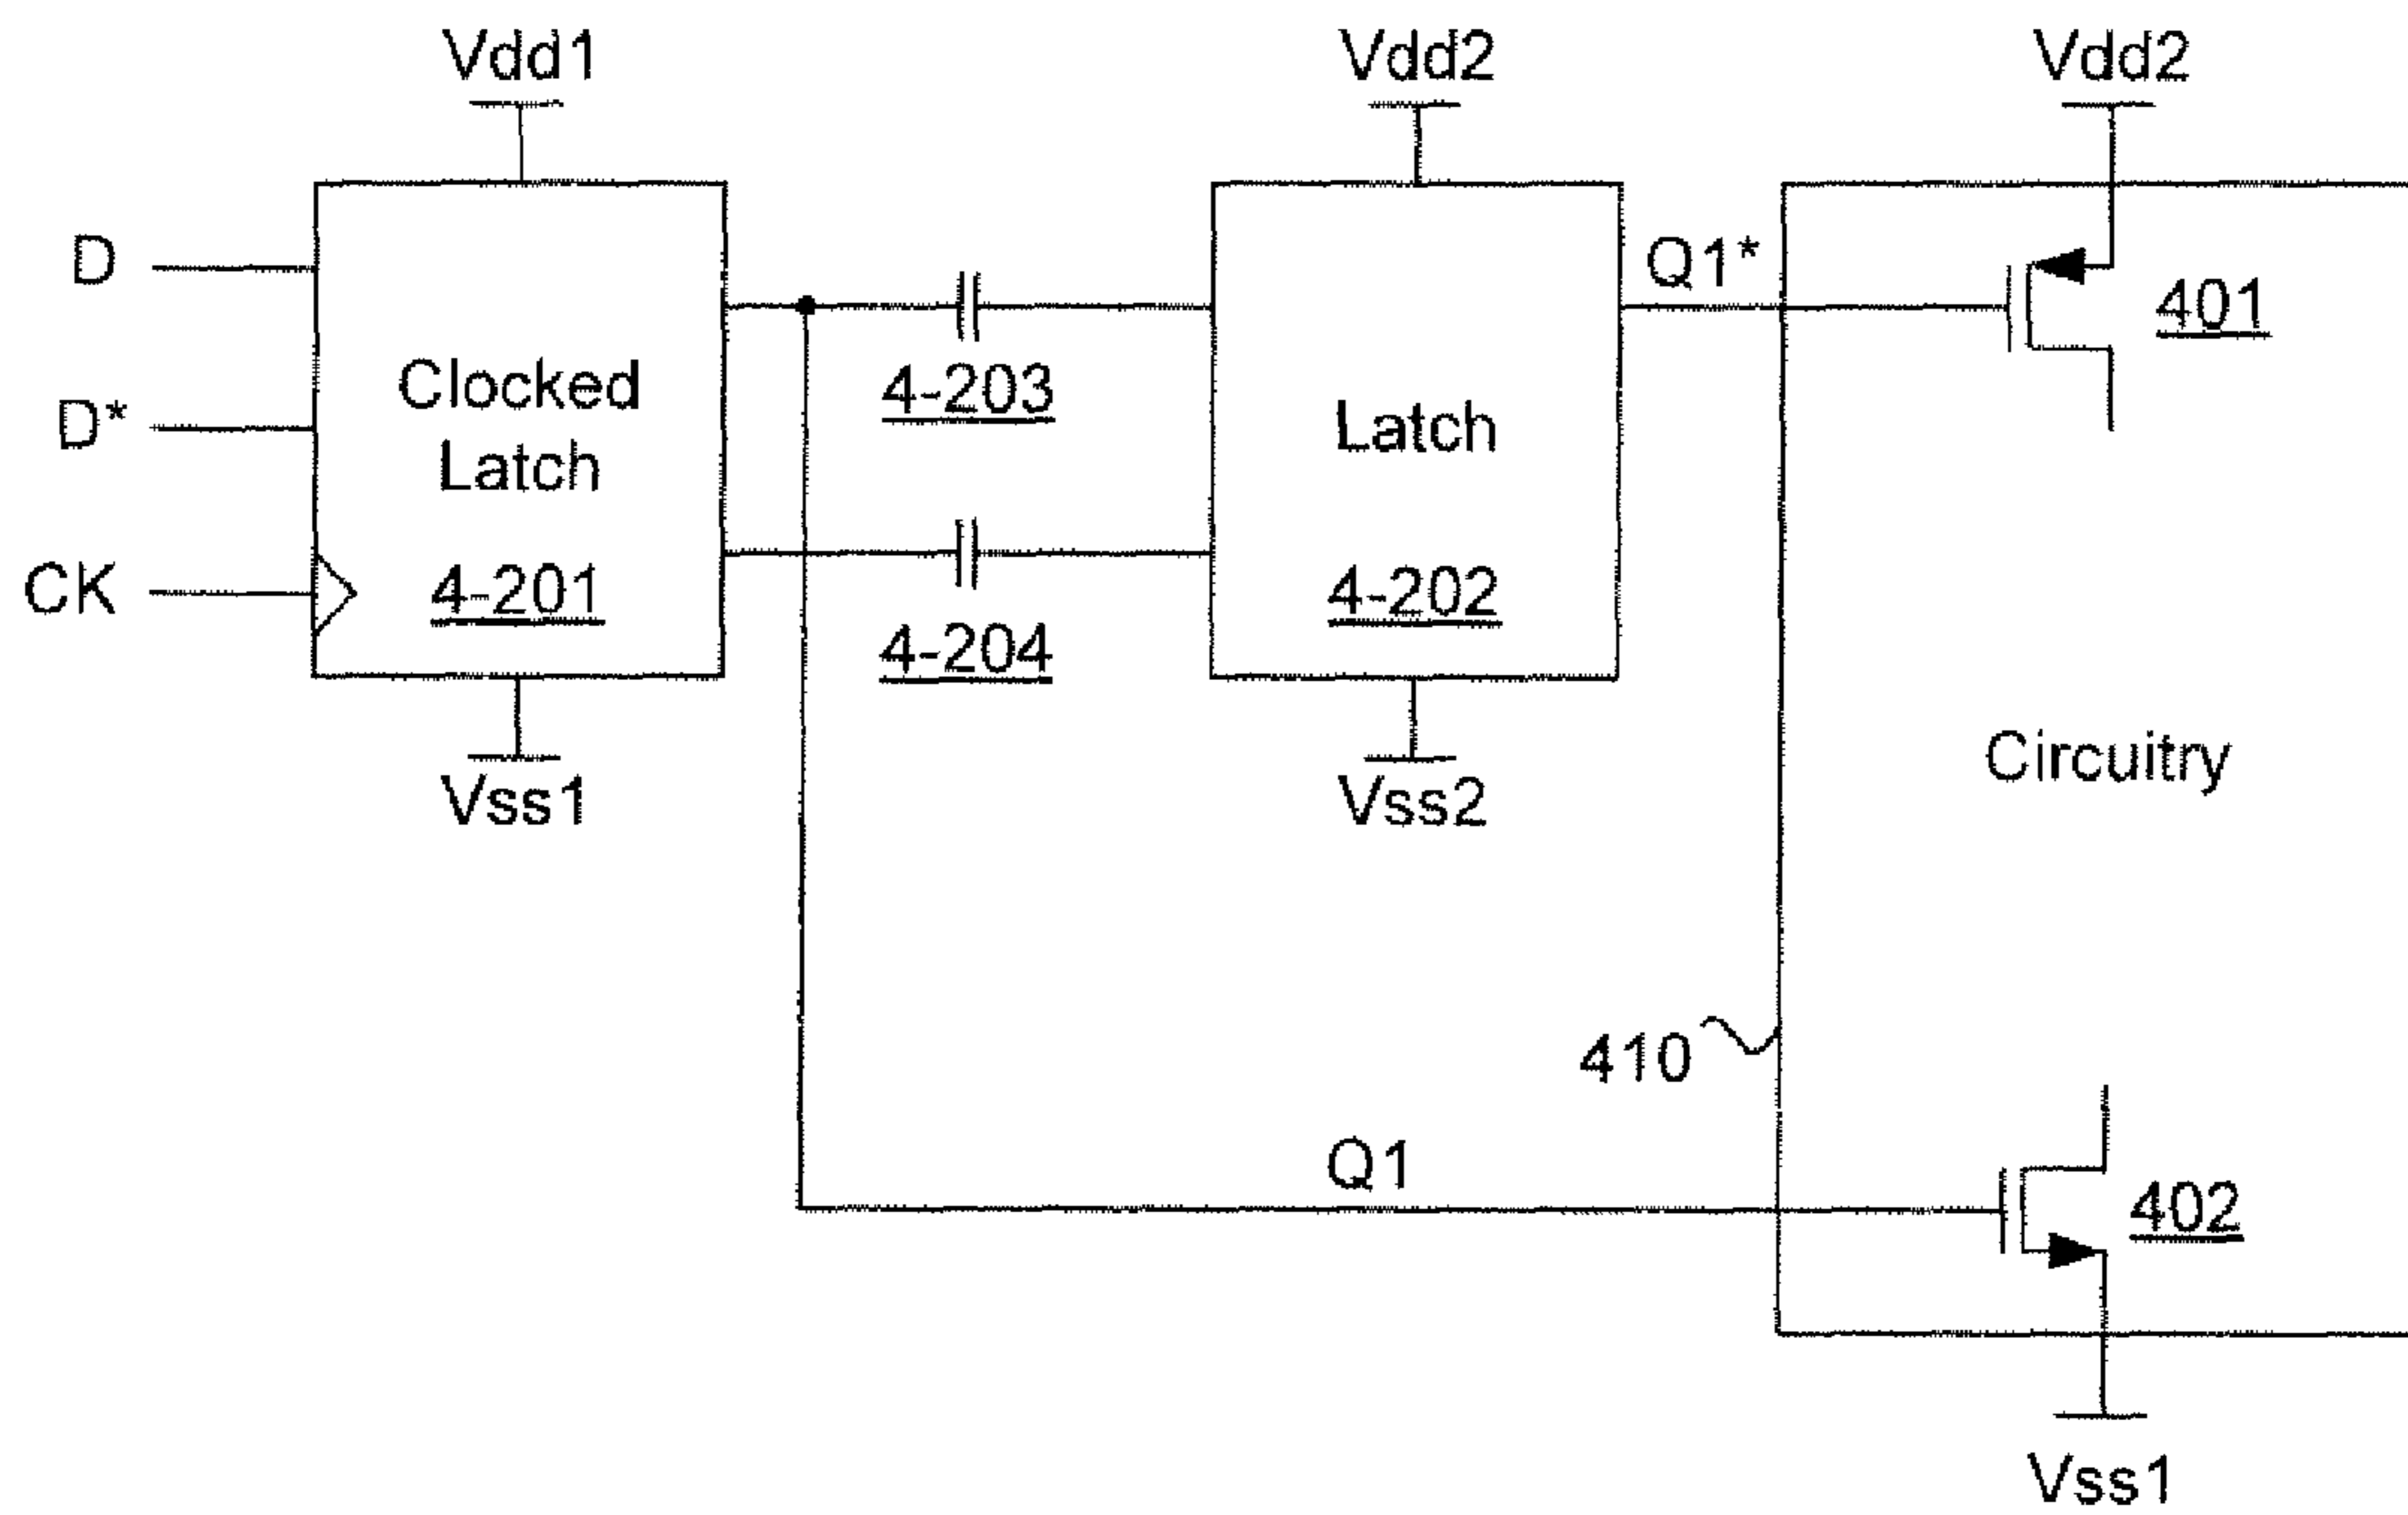 Vdd1
Vdd2
Vdd2
D
D*
CK
Clocked
Latch
4-201
4-203
4-204
Latch
4-202
Q1*
401
Vss1
Vss2
Circuitry
410
Q1
402
Vss1